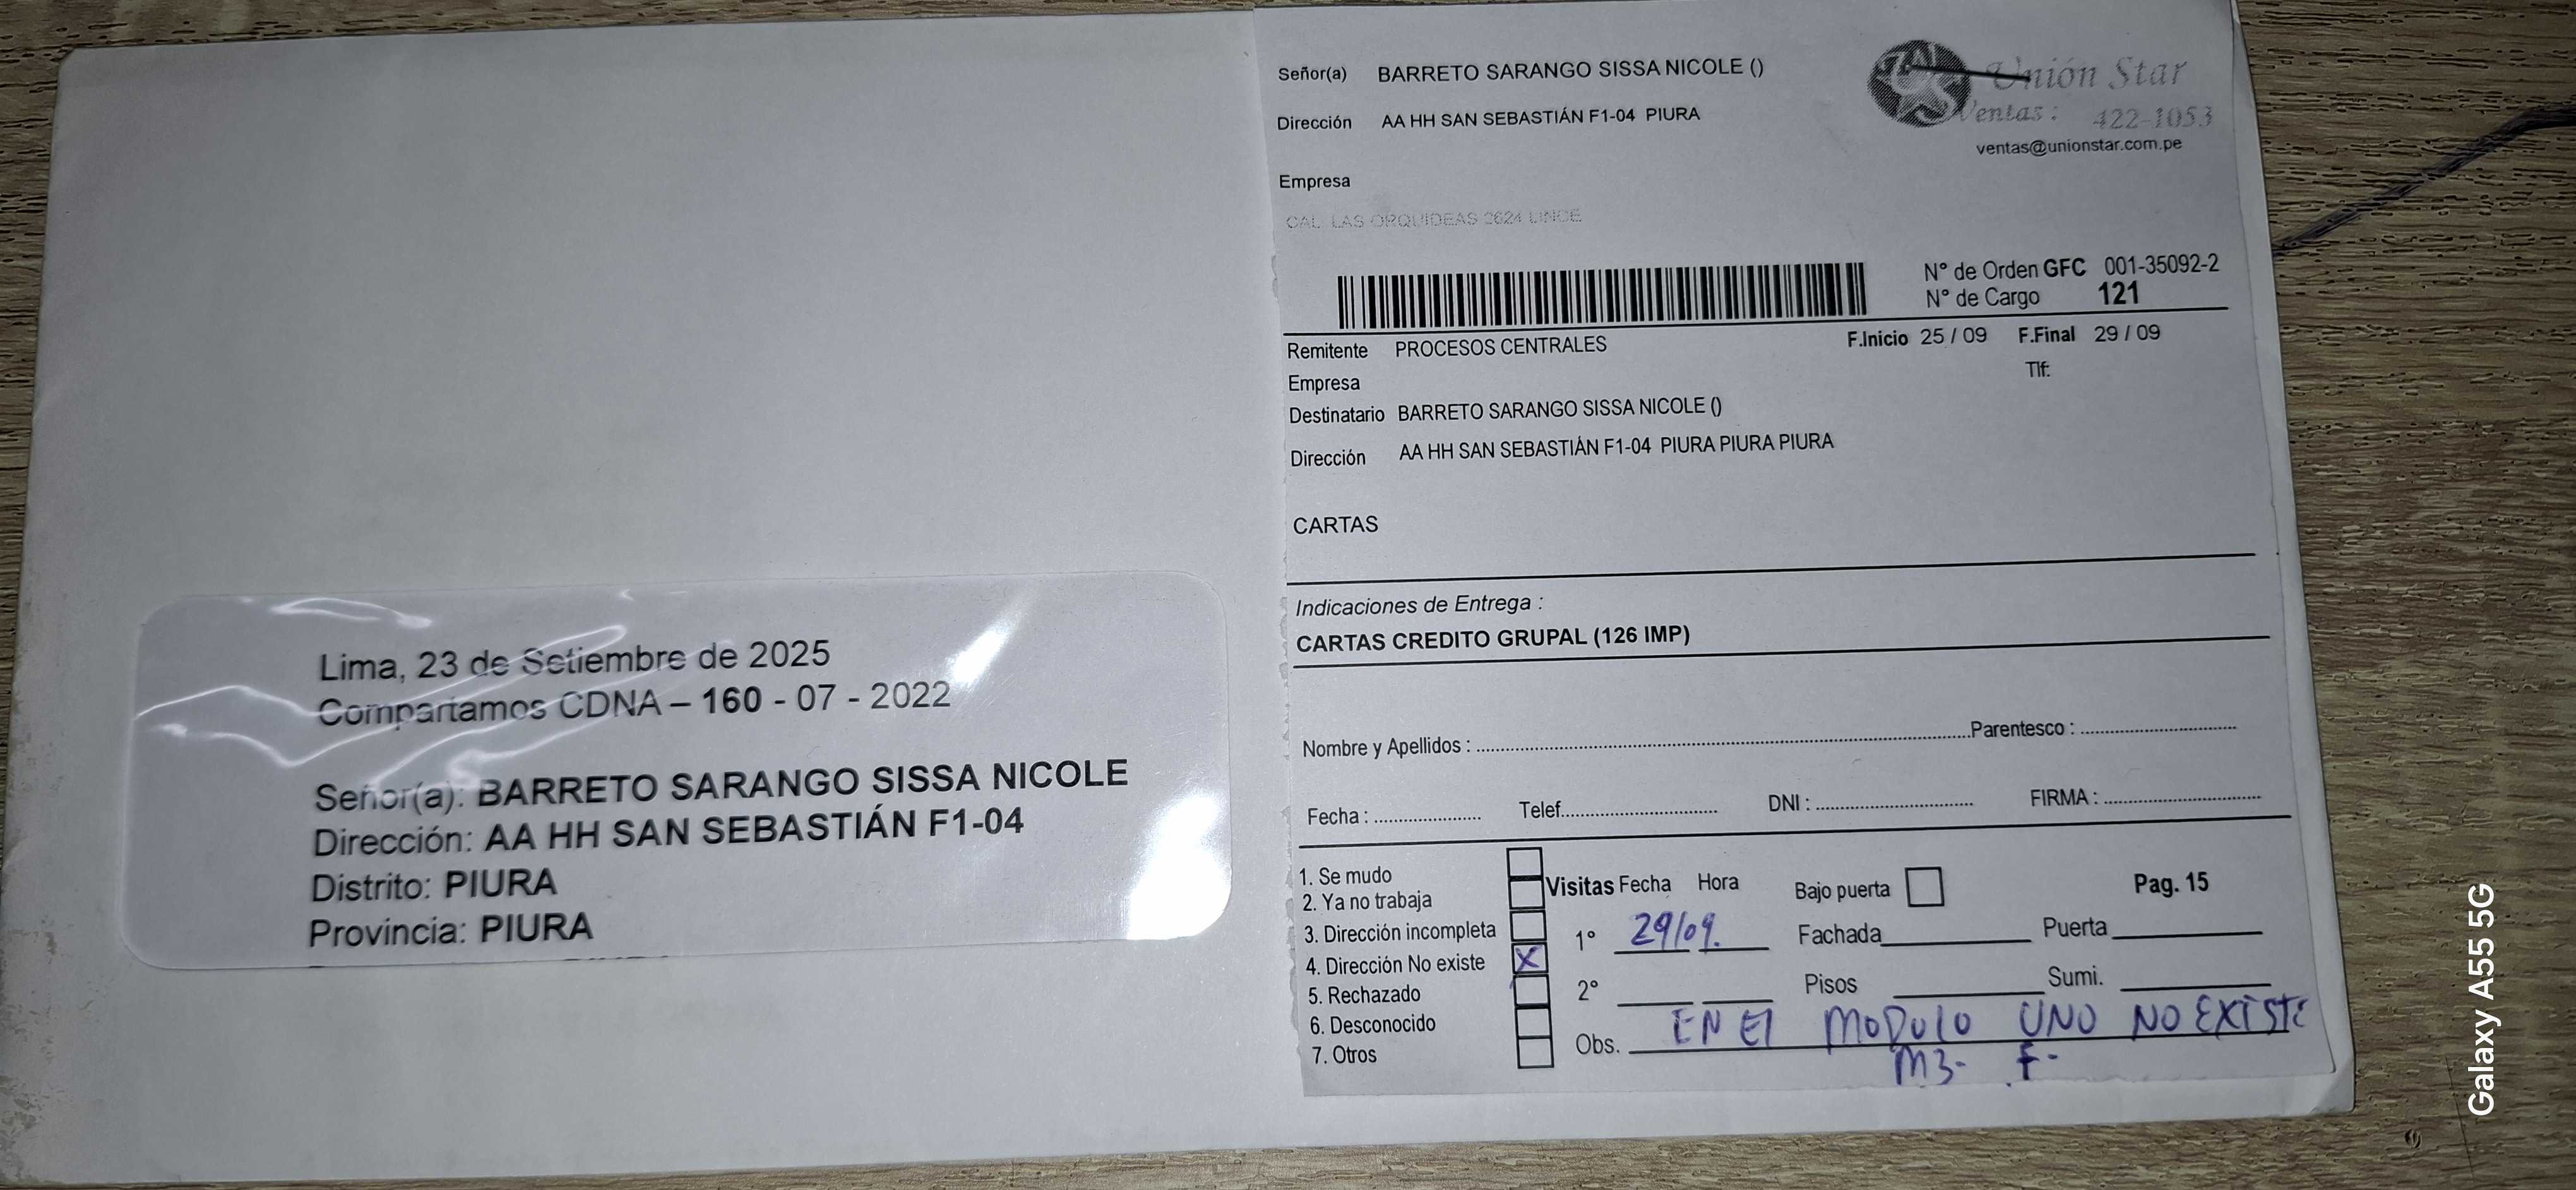 Lima, 23 de Setiembre de 2025
Compartamos CDNA – 160 - 07 - 2022
Señor(a): BARRETO SARANGO SISSA NICOLE
Dirección: AA HH SAN SEBASTIÁN F1-04
Distrito: PIURA
Provincia: PIURA
Señor(a) BARRETO SARANGO SISSA NICOLE ()
Dirección AA HH SAN SEBASTIÁN F1-04 PIURA
Empresa
CAL LAS ORQUIDEAS 2624 LINCE
Unión Star
Ventas: 422-1053
ventas@unionstar.com.pe
N° de Orden GFC 001-35092-2
N° de Cargo 121
Remitente PROCESOS CENTRALES F.Inicio 25 / 09 F.Final 29 / 09
Empresa Tlf:
Destinatario BARRETO SARANGO SISSA NICOLE ()
Dirección AA HH SAN SEBASTIÁN F1-04 PIURA PIURA PIURA
CARTAS
Indicaciones de Entrega :
CARTAS CREDITO GRUPAL (126 IMP)
Nombre y Apellidos : Parentesco :
Fecha : Telef. DNI : FIRMA :
1. Se mudo
2. Ya no trabaja
3. Dirección incompleta
4. Dirección No existe X
5. Rechazado
6. Desconocido
7. Otros
Visitas Fecha Hora Bajo puerta Pag. 15
1° 29/09. Fachada Puerta
2° Pisos Sumi.
Obs. EN El MODUlO UNO NO EXISTE
M3- F-
Galaxy A55 5G